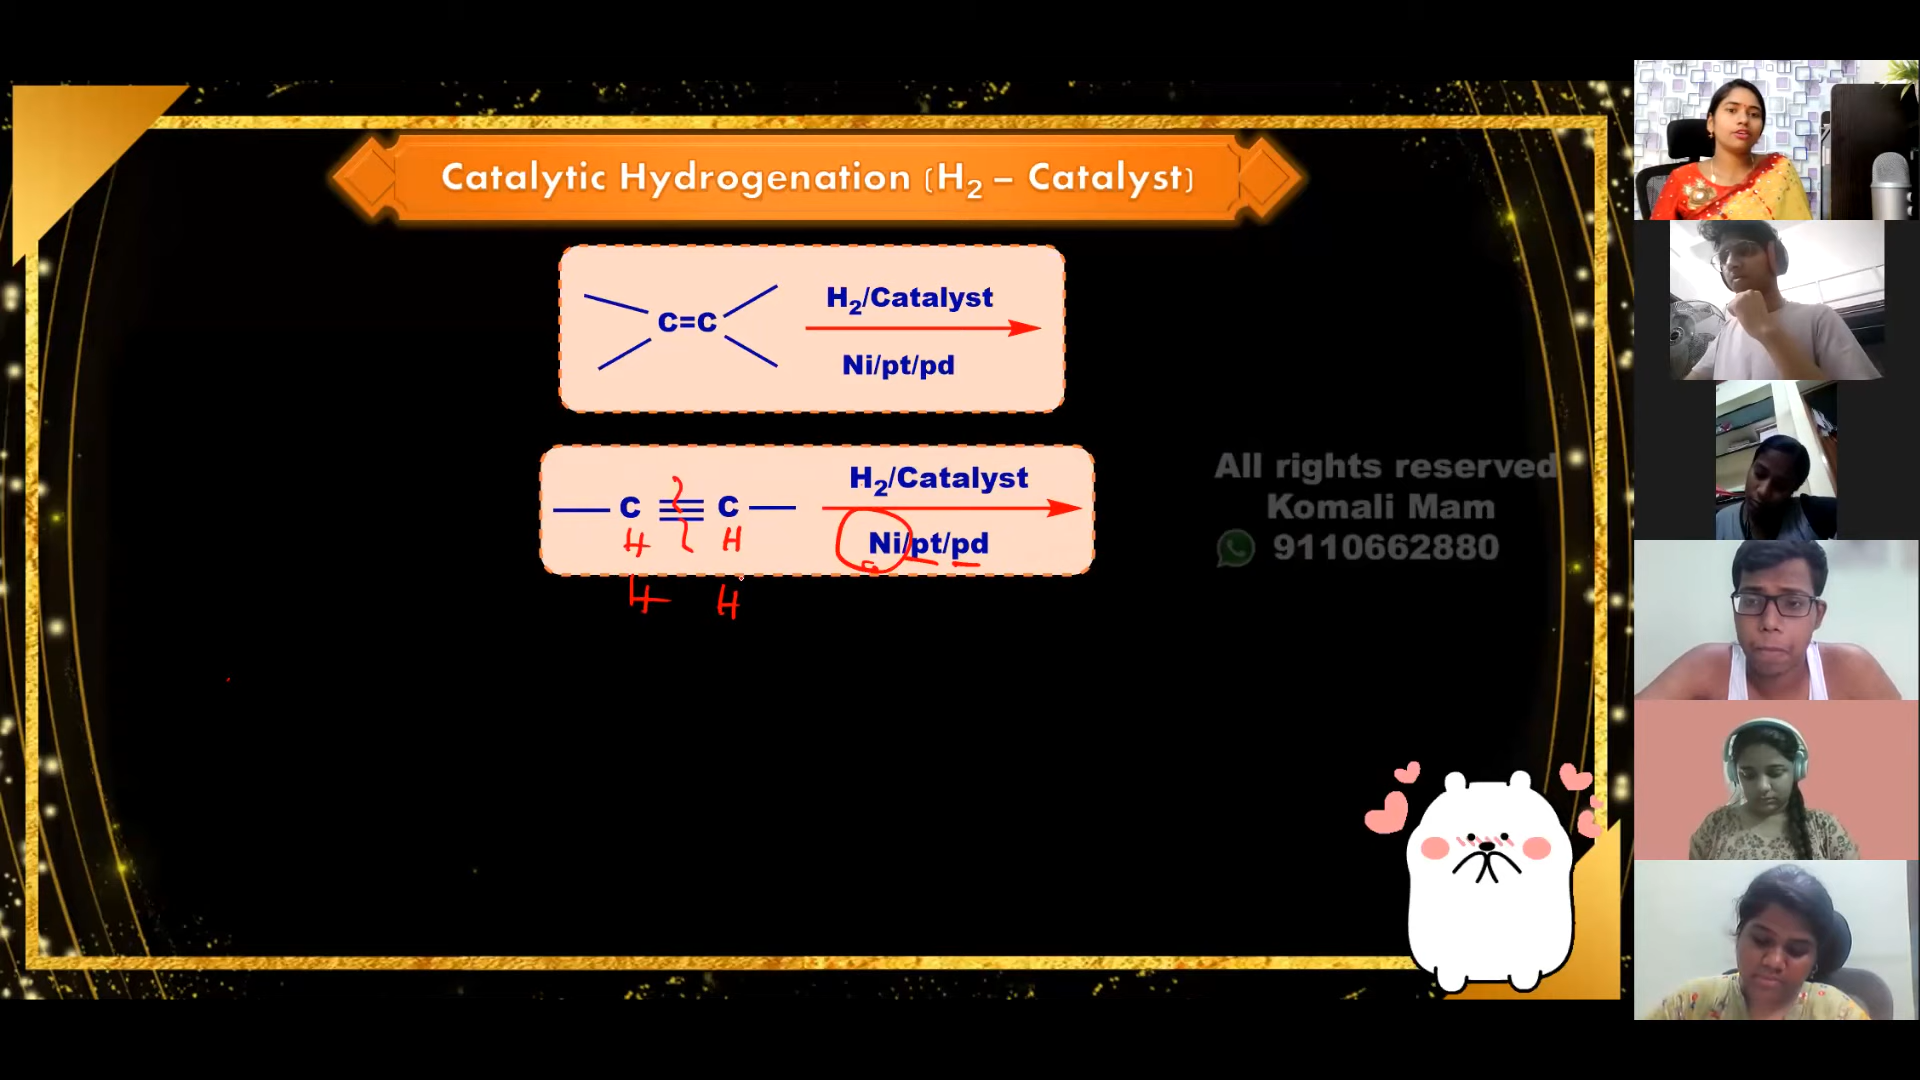 Catalytic Hydrogenation (H₂ – Catalyst)
C=C
H₂/Catalyst
Ni/pt/pd
C ≡ C
H₂/Catalyst
Ni/pt/pd
H H
H H
All rights reserved
Komali Mam
9110662880